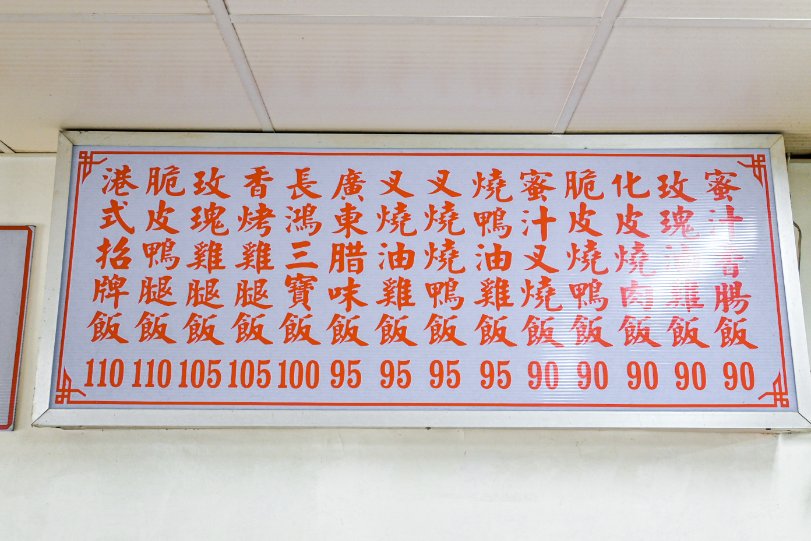 蜜汁香腸飯 90
玫瑰油雞飯 90
化皮燒肉飯 90
脆皮燒鴨飯 90
蜜汁叉燒飯 90
燒鴨油雞飯 95
叉燒燒鴨飯 95
叉燒油雞飯 95
廣東腊味飯 95
長鴻三寶飯 100
香烤雞腿飯 105
玫瑰雞腿飯 105
脆皮鴨腿飯 110
港式招牌飯 110